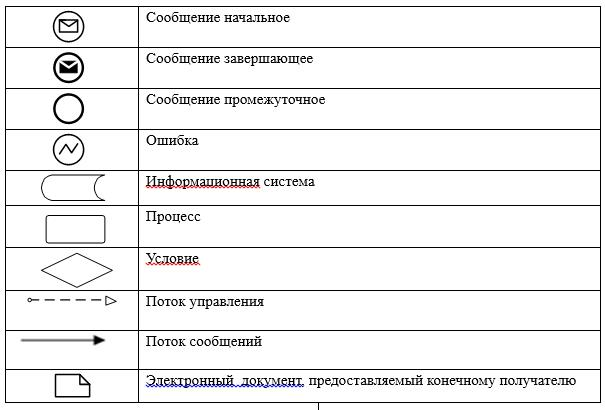 Сообщение начальное
Сообщение завершающее
Сообщение промежуточное
Ошибка
Информационная система
Процесс
Условие
Поток управления
Поток сообщений
Электронный документ, предоставляемый конечному получателю